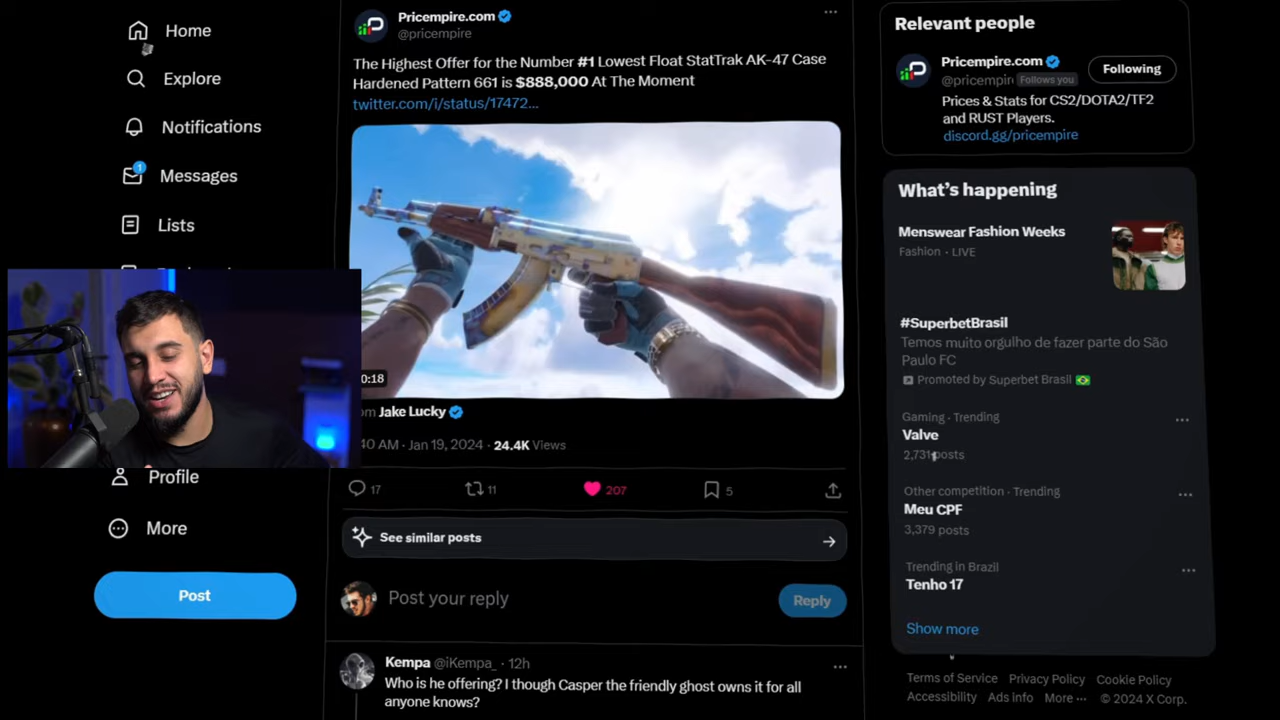 Home
Explore
Notifications
1
Messages
Lists
Profile
More
Post
Pricempire.com
@pricempire
The Highest Offer for the Number #1 Lowest Float StatTrak AK-47 Case
Hardened Pattern 661 is $888,000 At The Moment
twitter.com/i/status/17472...
0:18
Jake Lucky
40 AM · Jan 19, 2024 · 24.4K Views
17
11
207
5
See similar posts
Post your reply
Reply
Kempa @iKempa_ · 12h
Who is he offering? I though Casper the friendly ghost owns it for all
anyone knows?
Relevant people
Pricempire.com
@pricempir Follows you
Following
Prices & Stats for CS2/DOTA2/TF2
and RUST Players.
discord.gg/pricempire
What's happening
Menswear Fashion Weeks
Fashion · LIVE
#SuperbetBrasil
Temos muito orgulho de fazer parte do São
Paulo FC
Promoted by Superbet Brasil
Gaming · Trending
Valve
2,731 posts
Other competition · Trending
Meu CPF
3,379 posts
Trending in Brazil
Tenho 17
Show more
Terms of Service Privacy Policy Cookie Policy
Accessibility Ads info More ··· © 2024 X Corp.